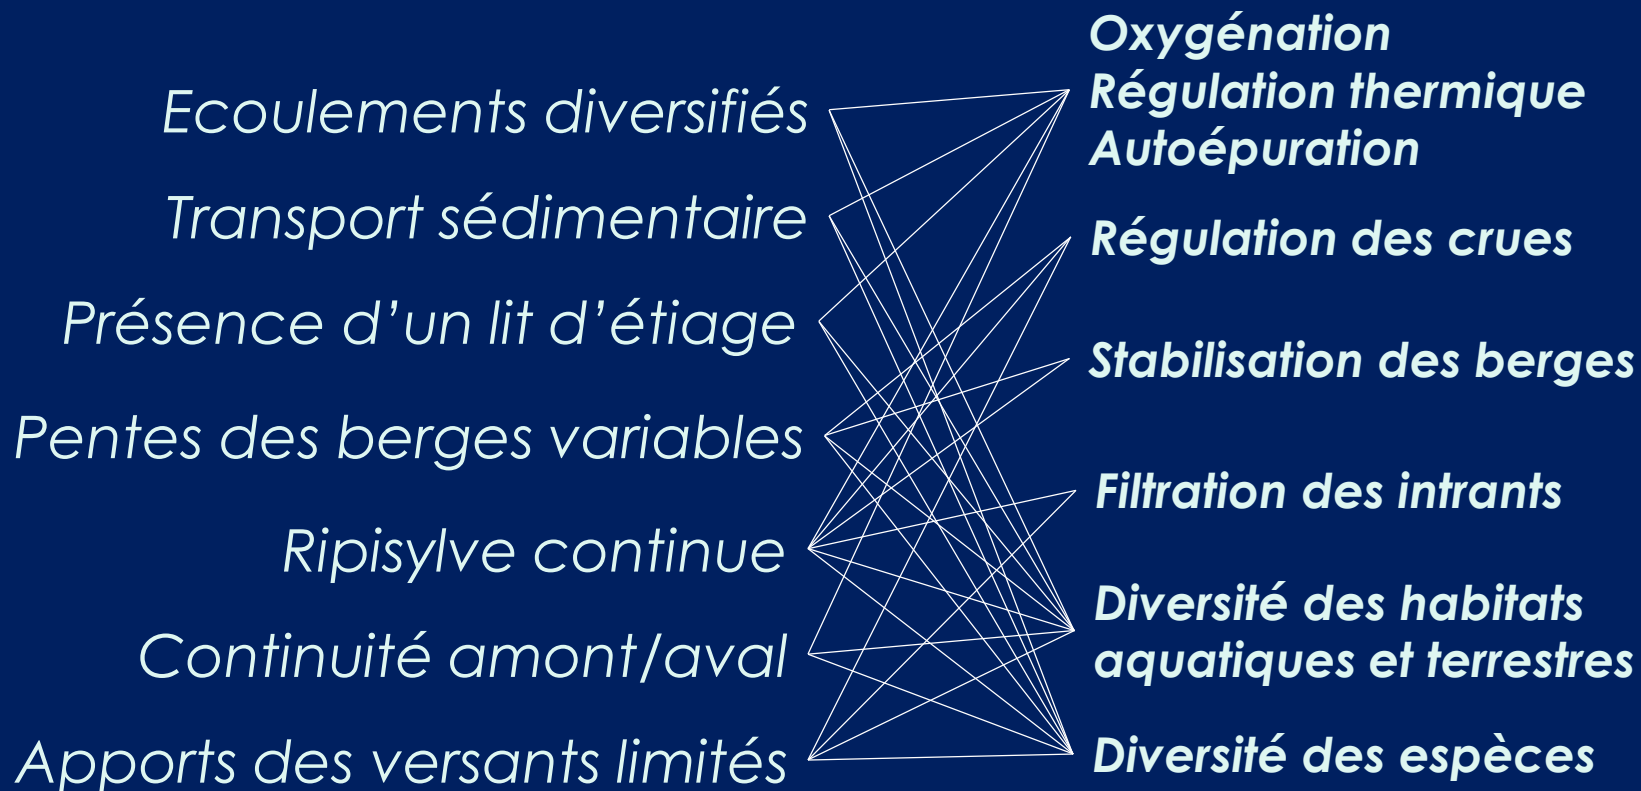 Ecoulements diversifiés
Transport sédimentaire
Présence d’un lit d’étiage
Pentes des berges variables
Ripisylve continue
Continuité amont/aval
Apports des versants limités
Oxygénation
Régulation thermique
Autoépuration
Régulation des crues
Stabilisation des berges
Filtration des intrants
Diversité des habitats
aquatiques et terrestres
Diversité des espèces